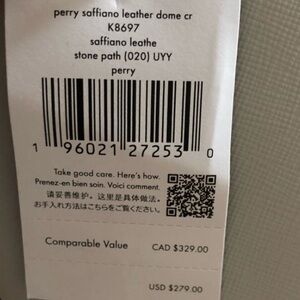 perry saffiano leather dome cr
K8697
saffiano leathe
stone path (020) UYY
perry
1 96021 27253 0
Take good care. Here's how.
Prenez-en bien soin. Voici comment.
请妥善维护。这里是具体做法。
お手入れ方法はこちらをご覧ください。
Comparable Value CAD $329.00
USD $279.00